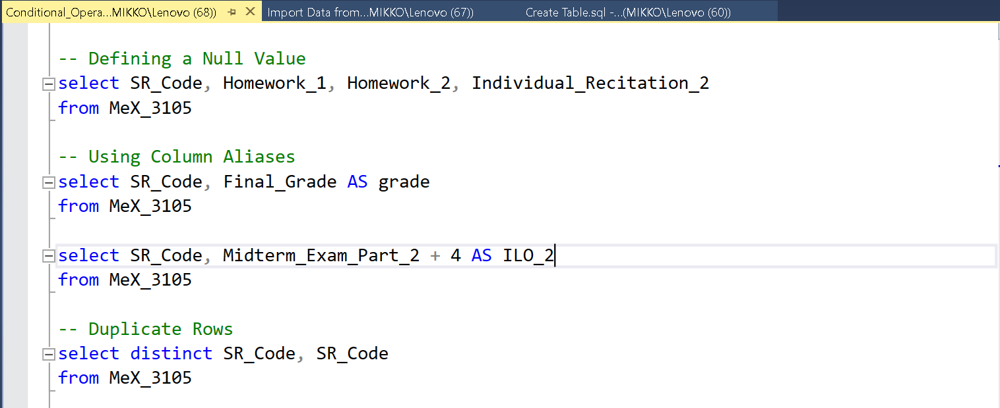 Conditional_Opera...MIKKO\Lenovo (68))
Import Data from...MIKKO\Lenovo (67))
Create Table.sql -...(MIKKO\Lenovo (60))
-- Defining a Null Value
select SR_Code, Homework_1, Homework_2, Individual_Recitation_2
from MeX_3105
-- Using Column Aliases
select SR_Code, Final_Grade AS grade
from MeX_3105
select SR_Code, Midterm_Exam_Part_2 + 4 AS ILO_2
from MeX_3105
-- Duplicate Rows
select distinct SR_Code, SR_Code
from MeX_3105